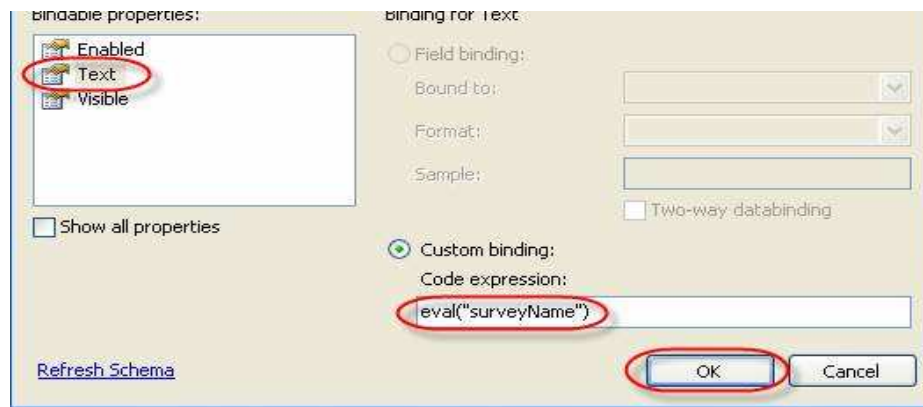 Bindable properties:
Enabled
Text
Visible
Show all properties
Binding for Text
Field binding:
Bound to:
Format:
Sample:
Two-way databinding
Custom binding:
Code expression:
eval("surveyName")
Refresh Schema
OK
Cancel